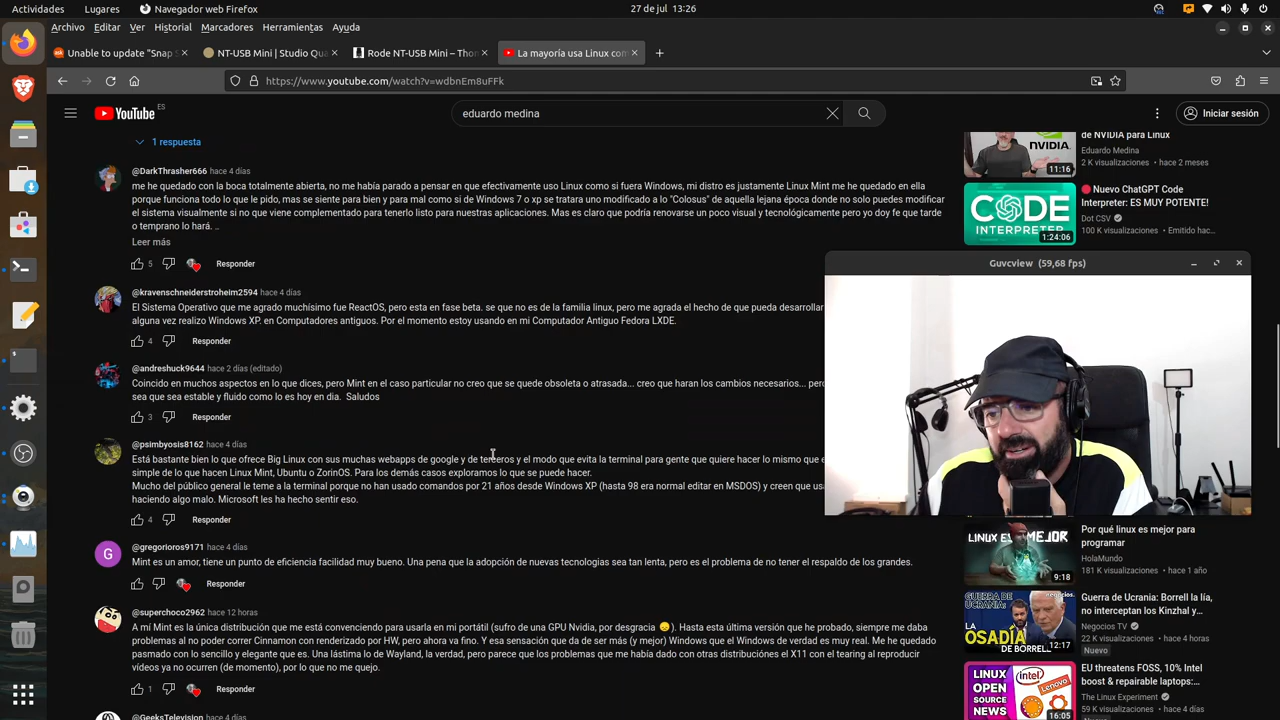 Actividades
Lugares
Navegador web Firefox
27 de jul 13:26
Archivo Editar Ver Historial Marcadores Herramientas Ayuda
Unable to update "Snap S
NT-USB Mini | Studio Qua
Rode NT-USB Mini – Thon
La mayoría usa Linux com
https://www.youtube.com/watch?v=wdbnEm8uFFk
YouTube ES
eduardo medina
Iniciar sesión
1 respuesta
@DarkThrasher666 hace 4 días
me he quedado con la boca totalmente abierta, no me había parado a pensar en que efectivamente uso Linux como si fuera Windows, mi distro es justamente Linux Mint me he quedado en ella
porque funciona todo lo que le pido, mas se siente para bien y para mal como si de Windows 7 o xp se tratara uno modificado a lo "Colosus" de aquella lejana época donde no solo puedes modificar
el sistema visualmente si no que viene complementado para tenerlo listo para nuestras aplicaciones. Mas es claro que podría renovarse un poco visual y tecnológicamente pero yo doy fe que tarde
o temprano lo hará. ..
Leer más
5
Responder
@kravenschneiderstroheim2594 hace 4 días
El Sistema Operativo que me agrado muchísimo fue ReactOS, pero esta en fase beta. se que no es de la familia linux, pero me agrada el hecho de que pueda desarrollar
alguna vez realizo Windows XP. en Computadores antiguos. Por el momento estoy usando en mi Computador Antiguo Fedora LXDE.
4
Responder
@andreshuck9644 hace 2 días (editado)
Coincido en muchos aspectos en lo que dices, pero Mint en el caso particular no creo que se quede obsoleta o atrasada... creo que haran los cambios necesarios... pero
sea que sea estable y fluido como lo es hoy en dia. Saludos
3
Responder
@psimbyosis8162 hace 4 días
Está bastante bien lo que ofrece Big Linux con sus muchas webapps de google y de terceros y el modo que evita la terminal para gente que quiere hacer lo mismo que e
simple de lo que hacen Linux Mint, Ubuntu o ZorinOS. Para los demás casos exploramos lo que se puede hacer.
Mucho del público general le teme a la terminal porque no han usado comandos por 21 años desde Windows XP (hasta 98 era normal editar en MSDOS) y creen que usa
haciendo algo malo. Microsoft les ha hecho sentir eso.
4
Responder
G
@gregorioros9171 hace 4 días
Mint es un amor, tiene un punto de eficiencia facilidad muy bueno. Una pena que la adopción de nuevas tecnologias sea tan lenta, pero es el problema de no tener el respaldo de los grandes.
Responder
@superchoco2962 hace 12 horas
A mí Mint es la única distribución que me está convenciendo para usarla en mi portátil (sufro de una GPU Nvidia, por desgracia 😞). Hasta esta última versión que he probado, siempre me daba
problemas al no poder correr Cinnamon con renderizado por HW, pero ahora va fino. Y esa sensación que da de ser más (y mejor) Windows que el Windows de verdad es muy real. Me he quedado
pasmado con lo sencillo y elegante que es. Una lástima lo de Wayland, la verdad, pero parece que los problemas que me había dado con otras distribuciónes el X11 con el tearing al reproducir
vídeos ya no ocurren (de momento), por lo que no me quejo.
1
Responder
@GeeksTelevision hace 4 días
NVIDIA
11:16
de NVIDIA para Linux
Eduardo Medina
2 K visualizaciones • hace 2 meses
CODE
INTERPRETER
1:24:06
Nuevo ChatGPT Code
Interpreter: ES MUY POTENTE!
Dot CSV
100 K visualizaciones • Emitido hac...
Guvcview (59,68 fps)
LINUX ES MEJOR
9:18
Por qué linux es mejor para
programar
HolaMundo
181 K visualizaciones • hace 1 año
negocios.
LA
OSADÍA
DE BORRELL
12:17
Guerra de Ucrania: Borrell la lía,
no interceptan los Kinzhal y...
Negocios TV
22 K visualizaciones • hace 4 horas
Nuevo
LINUX
OPEN
SOURCE
NEWS
intel
Lenovo
16:05
EU threatens FOSS, 10% Intel
boost & repairable laptops:...
The Linux Experiment
59 K visualizaciones • hace 4 días